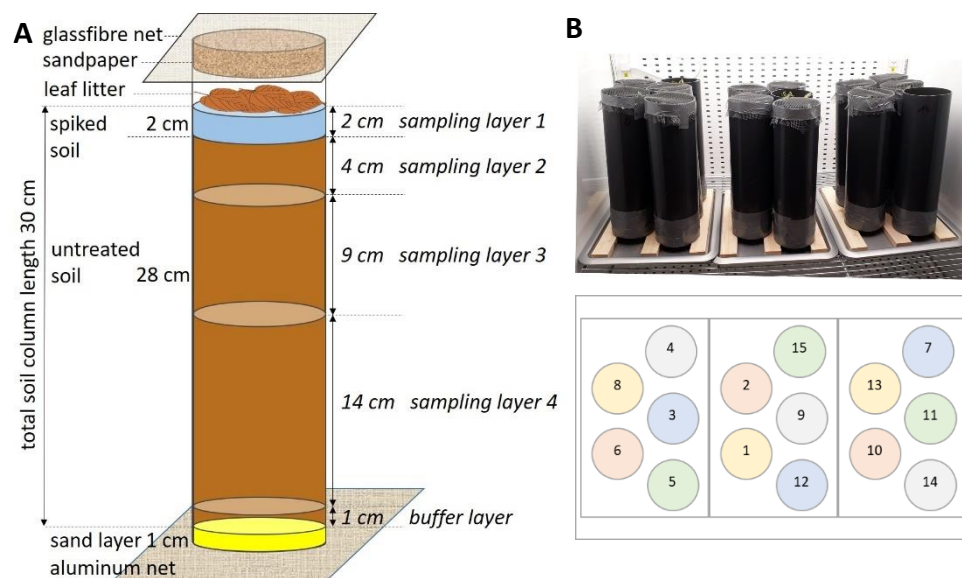 A
glassfibre net
sandpaper
leaf litter
spiked 2 cm
soil
2 cm sampling layer 1
4 cm sampling layer 2
untreated
soil
28 cm
9 cm sampling layer 3
total soil column length 30 cm
14 cm sampling layer 4
1 cm buffer layer
sand layer 1 cm
aluminum net
B
4
8
3
6
5
15
2
9
1
12
7
13
11
10
14